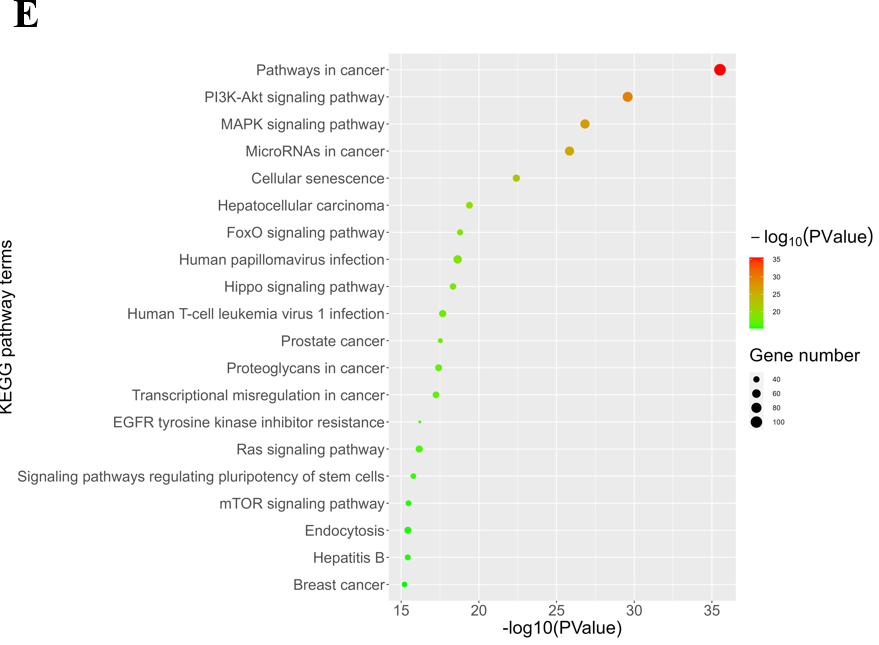 E
Pathways in cancer
PI3K-Akt signaling pathway
MAPK signaling pathway
MicroRNAs in cancer
Cellular senescence
Hepatocellular carcinoma
FoxO signaling pathway
Human papillomavirus infection
Hippo signaling pathway
Human T-cell leukemia virus 1 infection
Prostate cancer
Proteoglycans in cancer
Transcriptional misregulation in cancer
EGFR tyrosine kinase inhibitor resistance
Ras signaling pathway
Signaling pathways regulating pluripotency of stem cells
mTOR signaling pathway
Endocytosis
Hepatitis B
Breast cancer
KEGG pathway terms
15 20 25 30 35
-log10(PValue)
−log₁₀(PValue)
35
30
25
20
Gene number
40
60
80
100